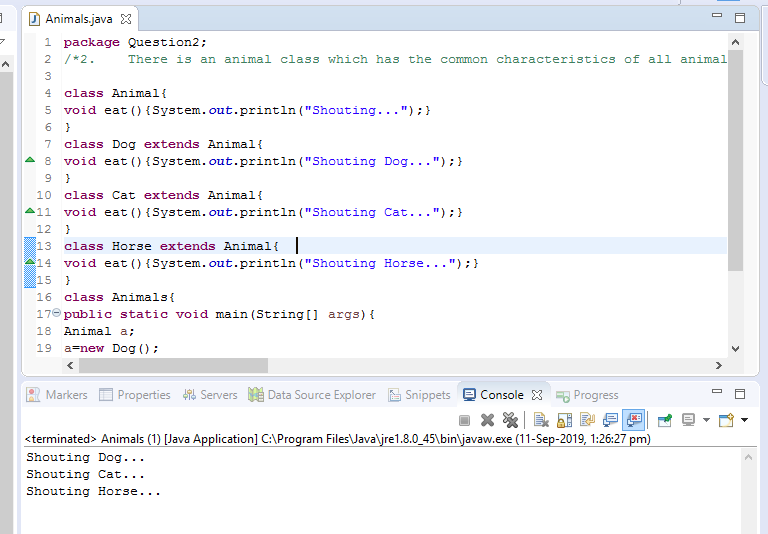 Animals.java
1 package Question2;
2 /*2. There is an animal class which has the common characteristics of all animal
3
4 class Animal{
5 void eat(){System.out.println("Shouting...");}
6 }
7 class Dog extends Animal{
8 void eat(){System.out.println("Shouting Dog...");}
9 }
10 class Cat extends Animal{
11 void eat(){System.out.println("Shouting Cat...");}
12 }
13 class Horse extends Animal{
14 void eat(){System.out.println("Shouting Horse...");}
15 }
16 class Animals{
17 public static void main(String[] args){
18 Animal a;
19 a=new Dog();
Markers Properties Servers Data Source Explorer Snippets Console Progress
<terminated> Animals (1) [Java Application] C:\Program Files\Java\jre1.8.0_45\bin\javaw.exe (11-Sep-2019, 1:26:27 pm)
Shouting Dog...
Shouting Cat...
Shouting Horse...